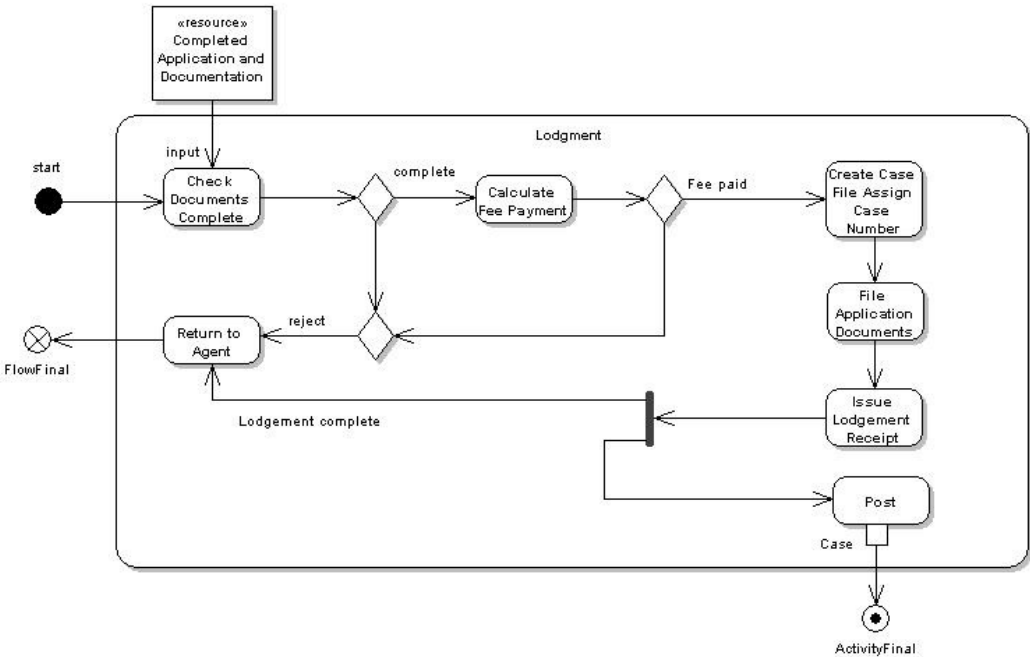 «resource»
Completed
Application and
Documentation
Lodgment
start
input
Check
Documents
Complete
complete
Calculate
Fee Payment
Fee paid
Create Case
File Assign
Case
Number
File
Application
Documents
FlowFinal
Return to
Agent
reject
Lodgement complete
Issue
Lodgement
Receipt
Post
Case
ActivityFinal